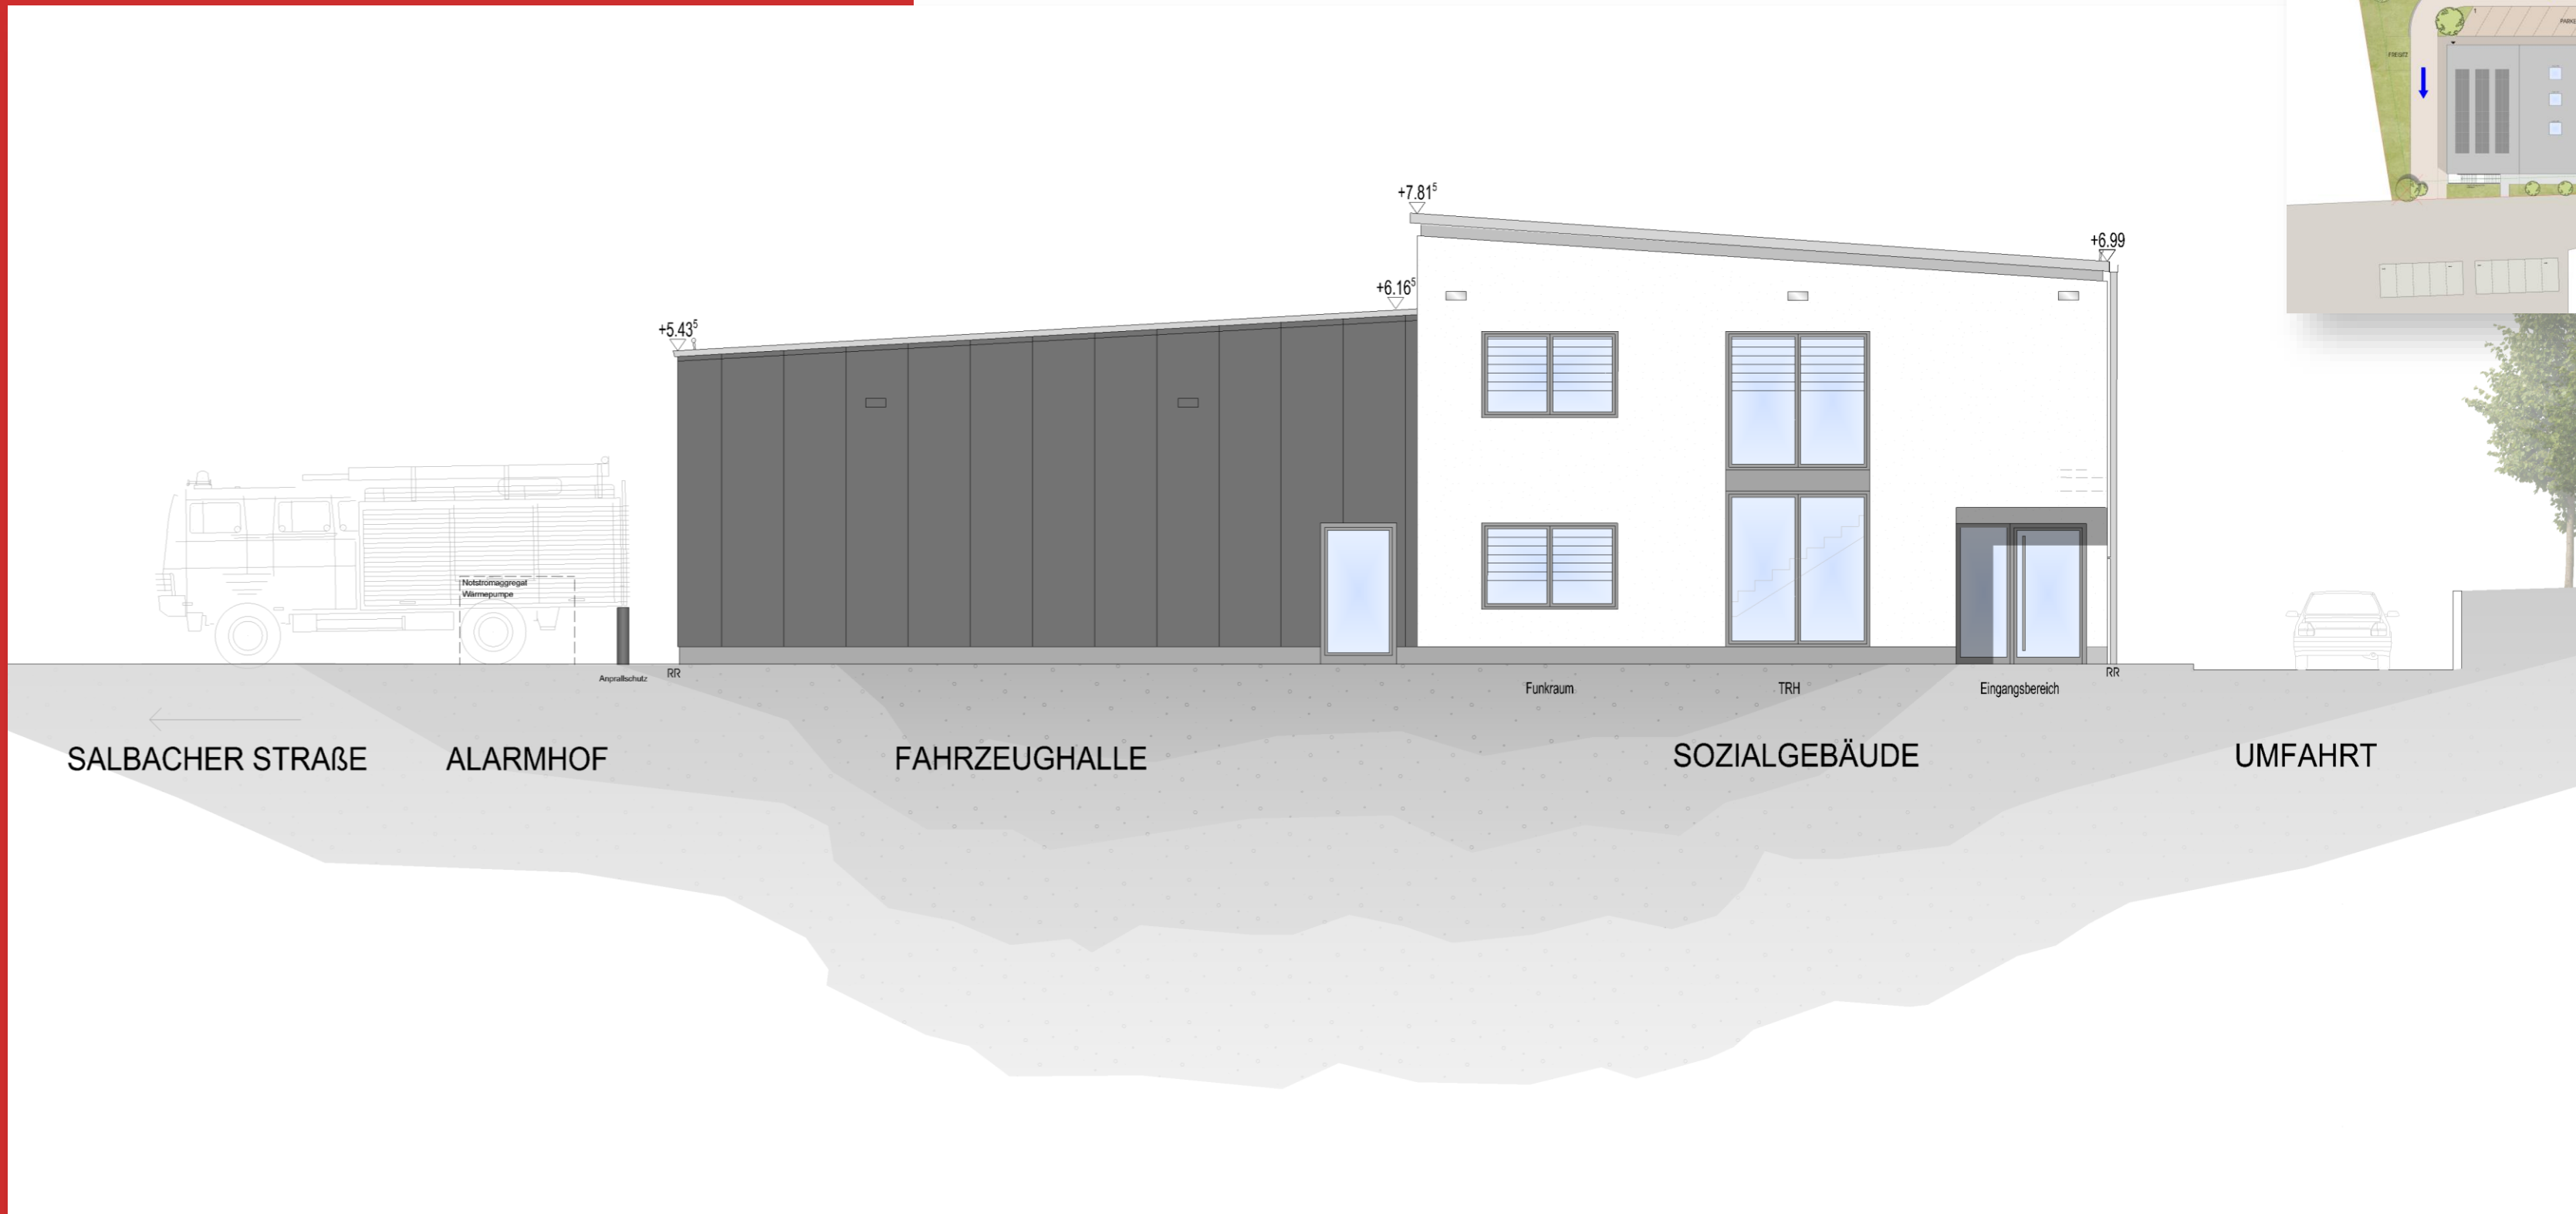 +7.81⁵
+6.99
+6.16⁵
+5.43⁵
Notstromaggregat
Wärmepumpe
Anprallschutz
RR
RR
Funkraum
TRH
Eingangsbereich
SALBACHER STRAßE
ALARMHOF
FAHRZEUGHALLE
SOZIALGEBÄUDE
UMFAHRT